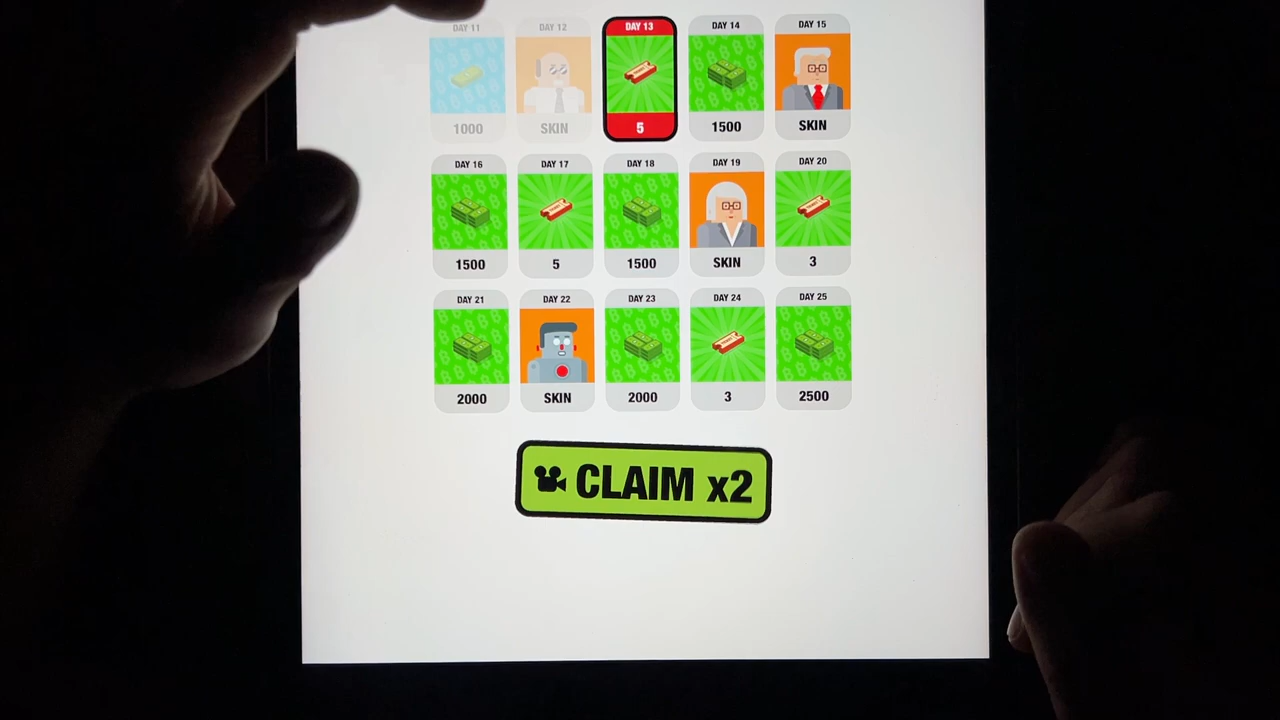 DAY 11 DAY 12 DAY 13 DAY 14 DAY 15
1000 SKIN 5 1500 SKIN
DAY 16 DAY 17 DAY 18 DAY 19 DAY 20
1500 5 1500 SKIN 3
DAY 21 DAY 22 DAY 23 DAY 24 DAY 25
2000 SKIN 2000 3 2500
CLAIM x2